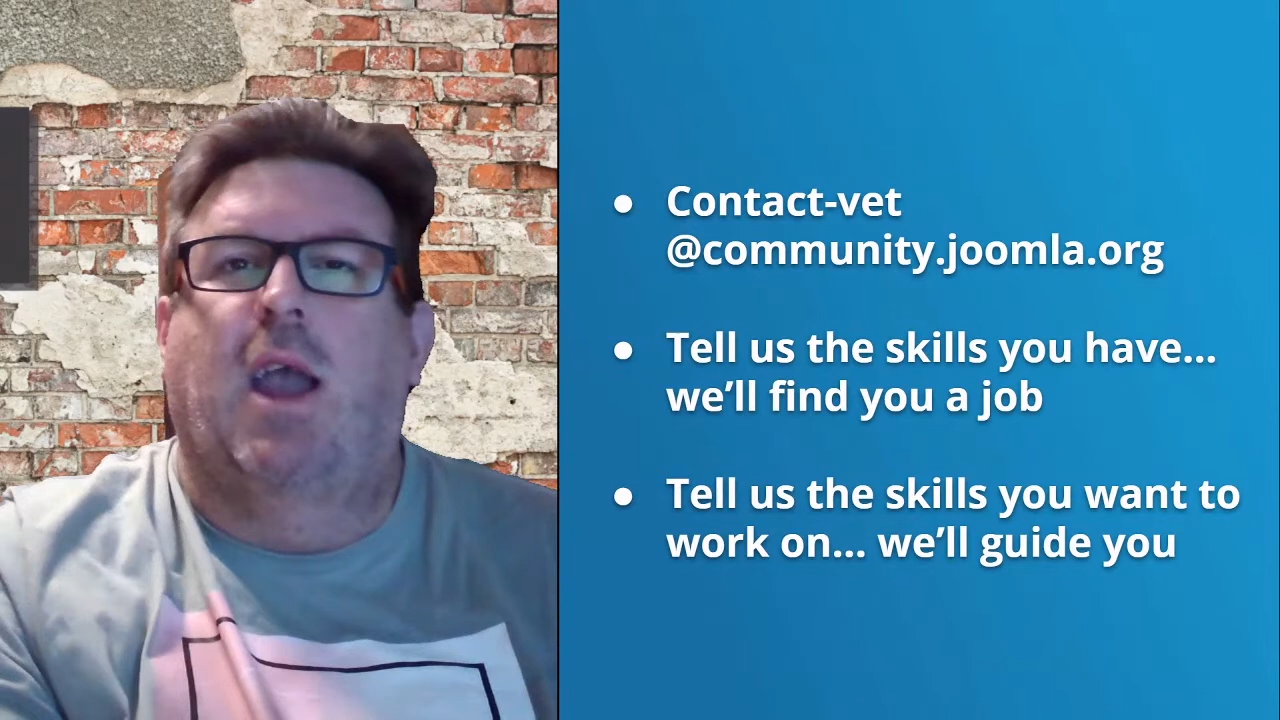 ● Contact-vet
@community.joomla.org
● Tell us the skills you have...
we’ll find you a job
● Tell us the skills you want to
work on... we’ll guide you